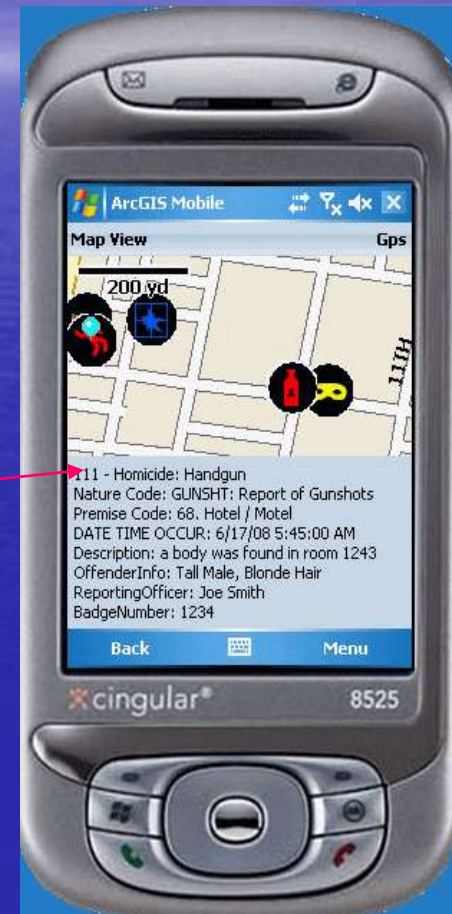 ArcGIS Mobile
Map View Gps
200 yd
HITT
111 - Homicide: Handgun
Nature Code: GUNSHT: Report of Gunshots
Premise Code: 68. Hotel / Motel
DATE TIME OCCUR: 6/17/08 5:45:00 AM
Description: a body was found in room 1243
OffenderInfo: Tall Male, Blonde Hair
ReportingOfficer: Joe Smith
BadgeNumber: 1234
Back Menu
cingular® 8525